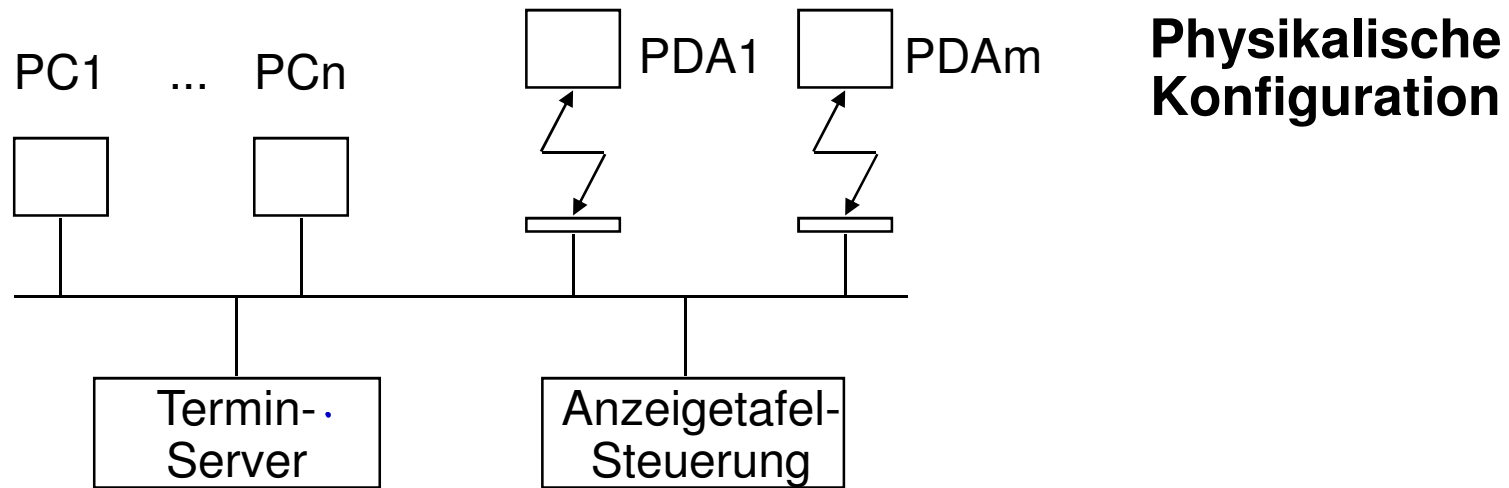 PC1 ... PCn
PDA1
PDAm
Physikalische
Konfiguration
Termin-
Server
Anzeigetafel-
Steuerung